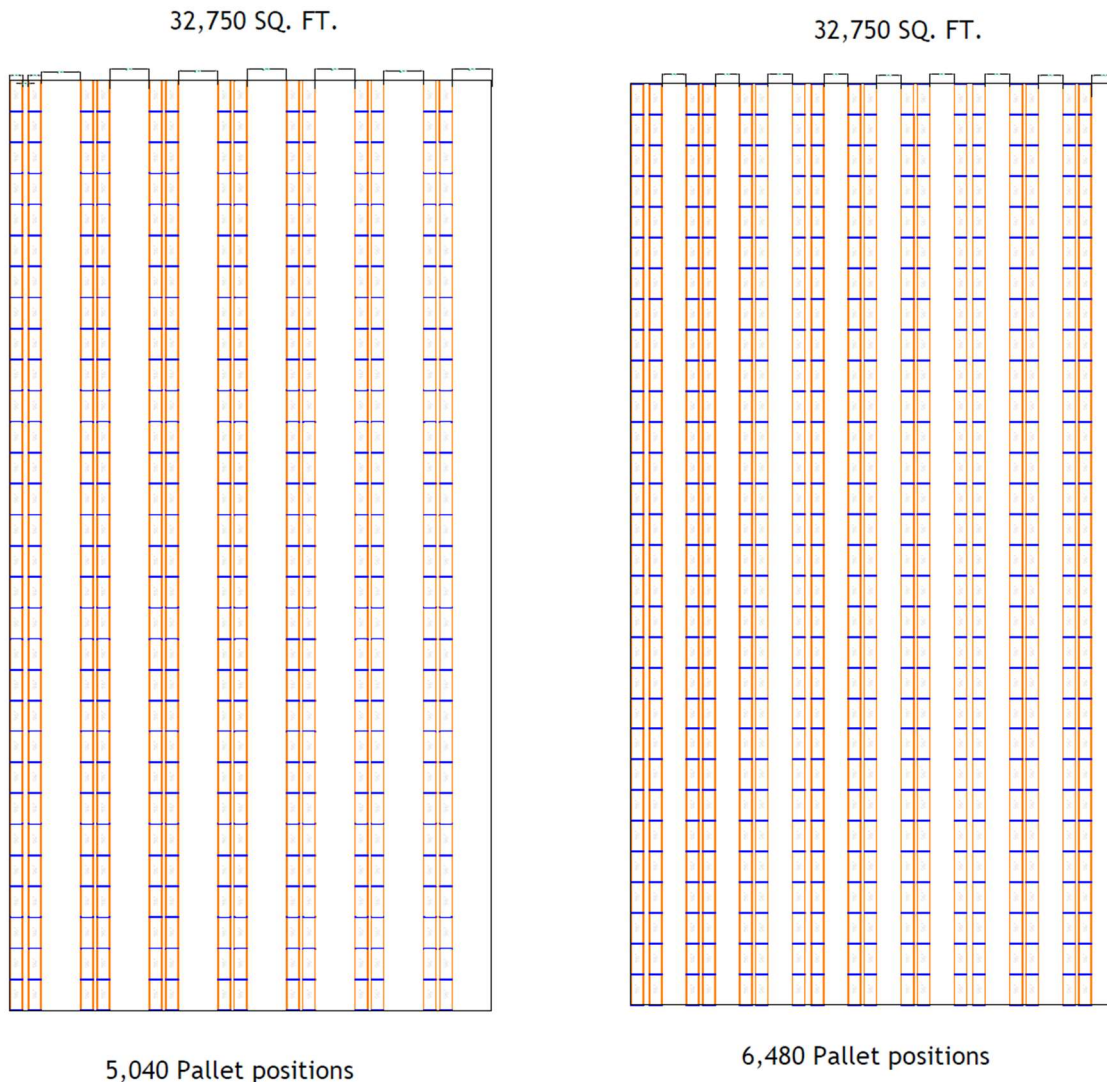 32,750 SQ. FT.
32,750 SQ. FT.
5,040 Pallet positions
6,480 Pallet positions